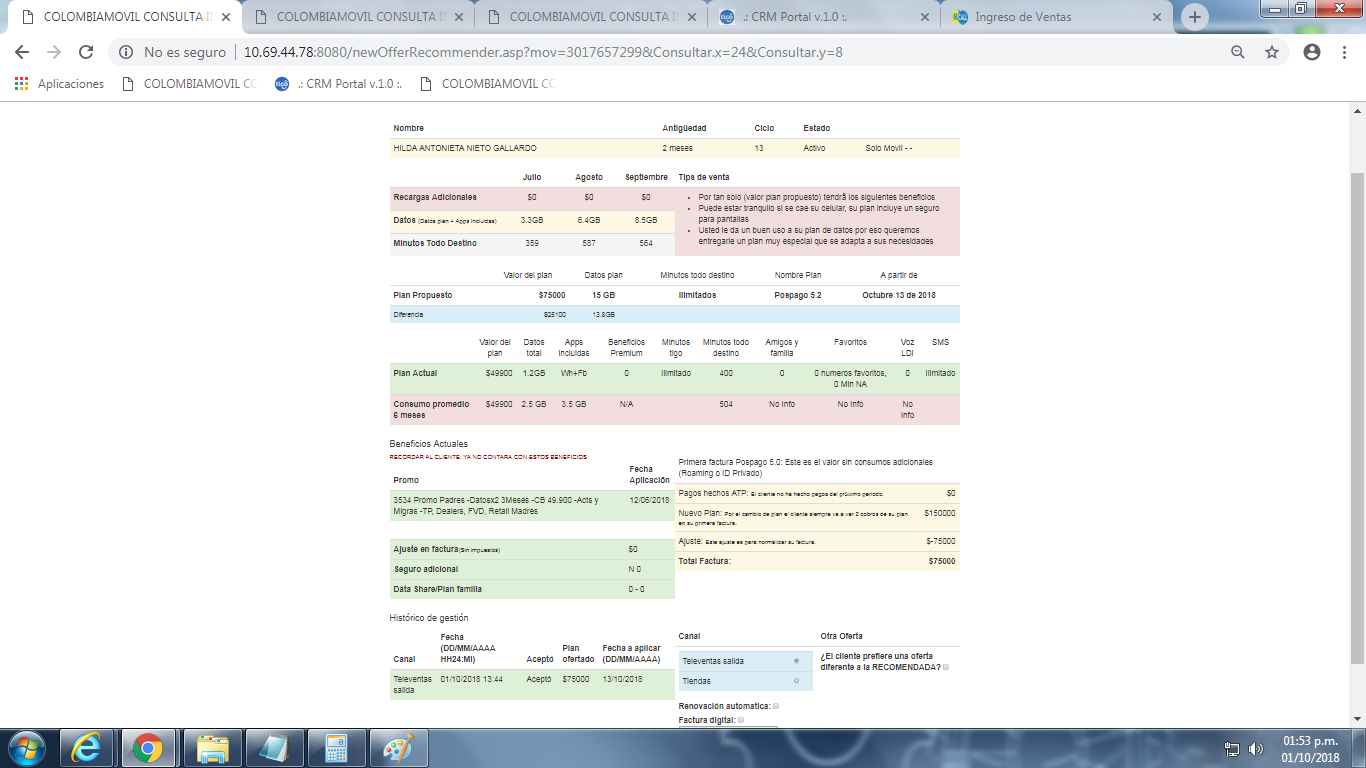 COLOMBIAMOVIL CONSULTA I
COLOMBIAMOVIL CONSULTA I
COLOMBIAMOVIL CONSULTA I
tigo .: CRM Portal v.1.0 :.
Ingreso de Ventas
No es seguro | 10.69.44.78:8080/newOfferRecommender.asp?mov=3017657299&Consultar.x=24&Consultar.y=8
Aplicaciones
COLOMBIAMOVIL CO
tigo .: CRM Portal v.1.0 :.
COLOMBIAMOVIL CO
Nombre Antigüedad Ciclo Estado
HILDA ANTONIETA NIETO GALLARDO 2 meses 13 Activo Solo Movil - -
Julio Agosto Septiembre
Recargas Adicionales $0 $0 $0
Datos (Datos plan + Apps incluidas) 3.3GB 6.4GB 8.5GB
Minutos Todo Destino 359 587 564
Tips de venta
Por tan solo (valor plan propuesto) tendrá los siguientes beneficios
Puede estar tranquilo si se cae su celular, su plan incluye un seguro
para pantallas
Usted le da un buen uso a su plan de datos por eso queremos
entregarle un plan muy especial que se adapta a sus necesidades
Valor del plan Datos plan Minutos todo destino Nombre Plan A partir de
Plan Propuesto $75000 15 GB Ilimitados Pospago 5.2 Octubre 13 de 2018
Diferencia $25100 13.8GB
Valor del Datos Apps Beneficios Minutos Minutos todo Amigos y Favoritos Voz SMS
plan total incluidas Premium tigo destino familia LDI
Plan Actual $49900 1.2GB Wh+Fb 0 Ilimitado 400 0 0 numeros favoritos, 0 Ilimitado
0 Min NA
Consumo promedio $49900 2.5 GB 3.5 GB N/A 504 No Info No Info No
6 meses Info
Beneficios Actuales
RECORDAR AL CLIENTE: YA NO CONTARA CON ESTOS BENEFICIOS
Promo Fecha
Aplicación
3534 Promo Padres -Datosx2 3Meses -CB 49.900 -Acts y 12/06/2018
Migras -TP, Dealers, FVD, Retail Madres
Ajuste en factura(Sin impuestos) $0
Seguro adicional N 0
Data Share/Plan familia 0 - 0
Primera factura Pospago 5.0: Este es el valor sin consumos adicionales
(Roaming o ID Privado)
Pagos hechos ATP: El cliente no ha hecho pagos del próximo periodo. $0
Nuevo Plan: Por el cambio de plan el cliente siempre va a ver 2 cobros de su plan $150000
en su primera factura.
Ajuste: Este ajuste es para normalizar su factura. $-75000
Total Factura: $75000
Histórico de gestión
Canal Fecha
(DD/MM/AAAA
HH24:MI) Aceptó Plan
ofertado Fecha a aplicar
(DD/MM/AAAA)
Televentas 01/10/2018 13:44 Aceptó $75000 13/10/2018
salida
Canal
Televentas salida
Tiendas
Otra Oferta
¿El cliente prefiere una oferta
diferente a la RECOMENDADA?
Renovación automatica:
Factura digital:
01:53 p.m.
01/10/2018